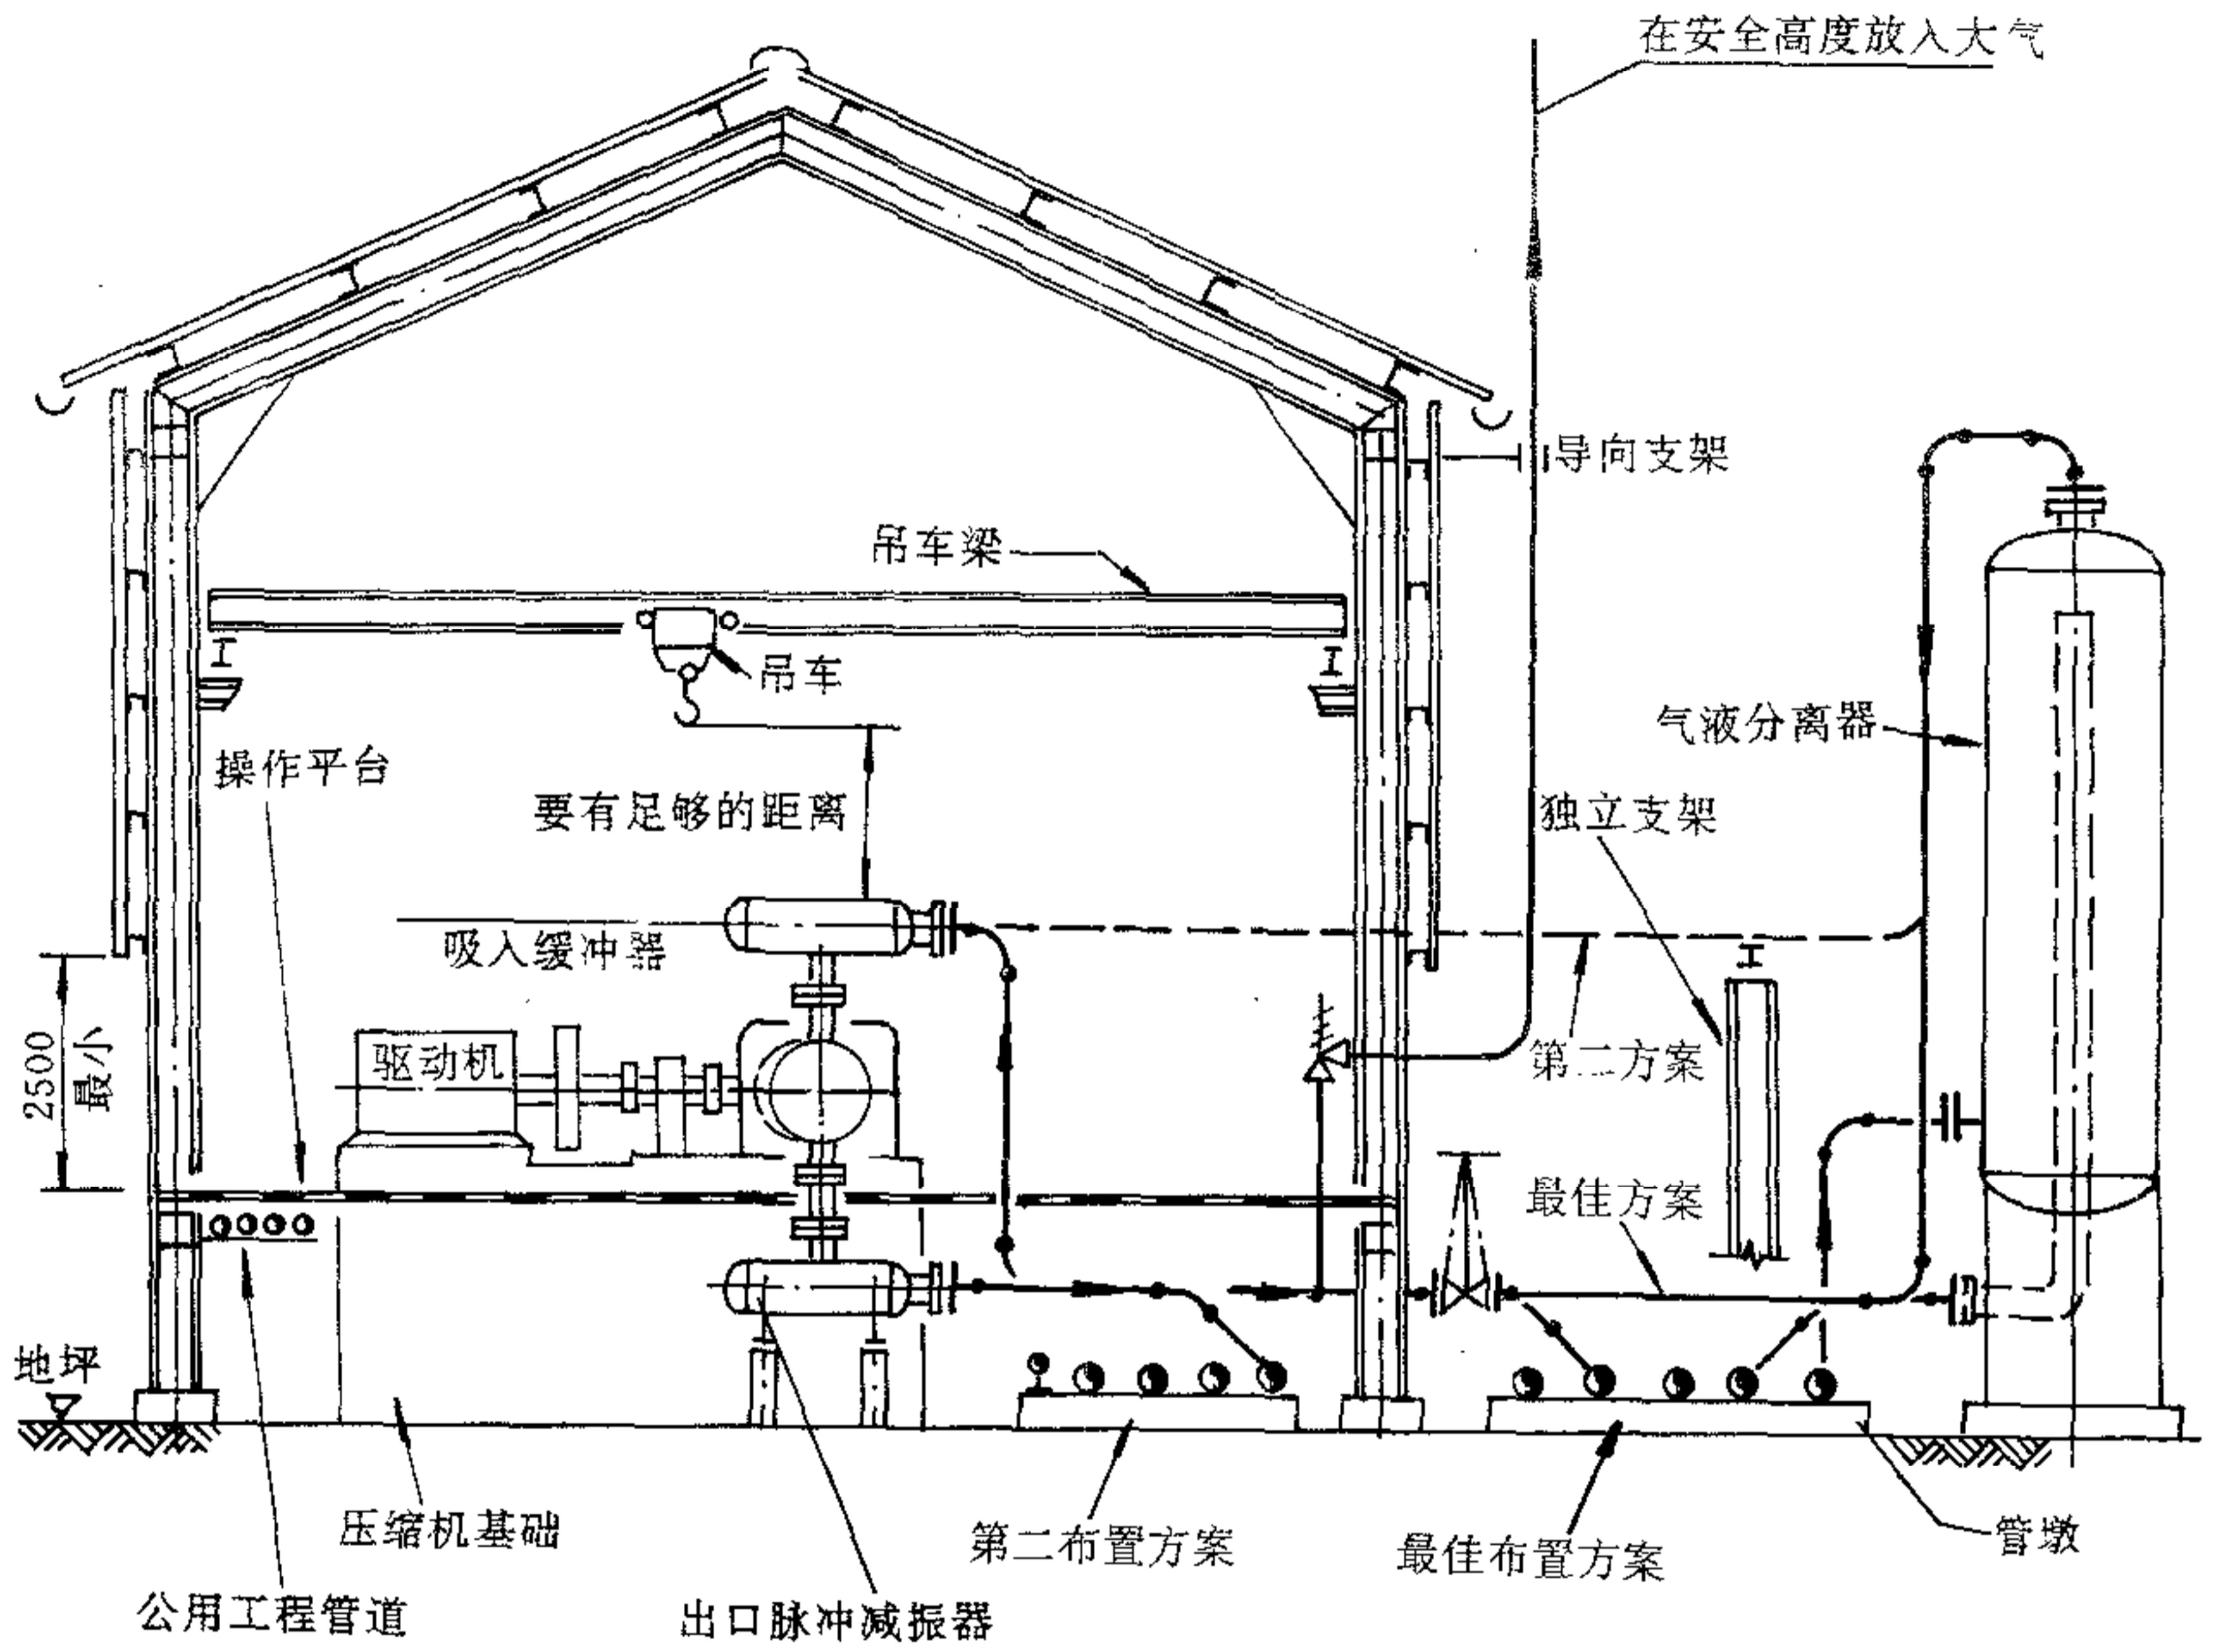 在安全高度放入大气
导向支架
吊车梁
吊车
气液分离器
操作平台
要有足够的距离
独立支架
吸入缓冲器
驱动机
第二方案
2500
最小
最佳方案
地坪
压缩机基础
第二布置方案
最佳布置方案
管墩
公用工程管道
出口脉冲减振器